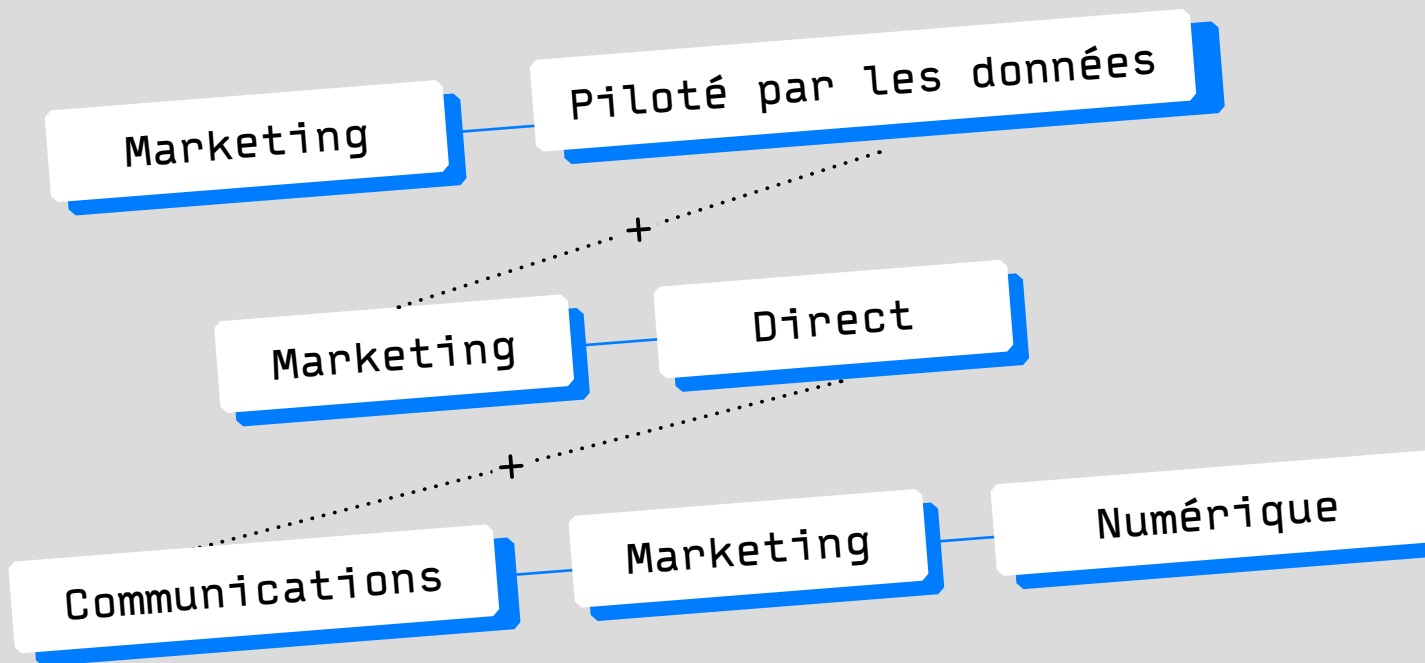 Marketing Piloté par les données
+
Marketing Direct
+
Communications Marketing Numérique